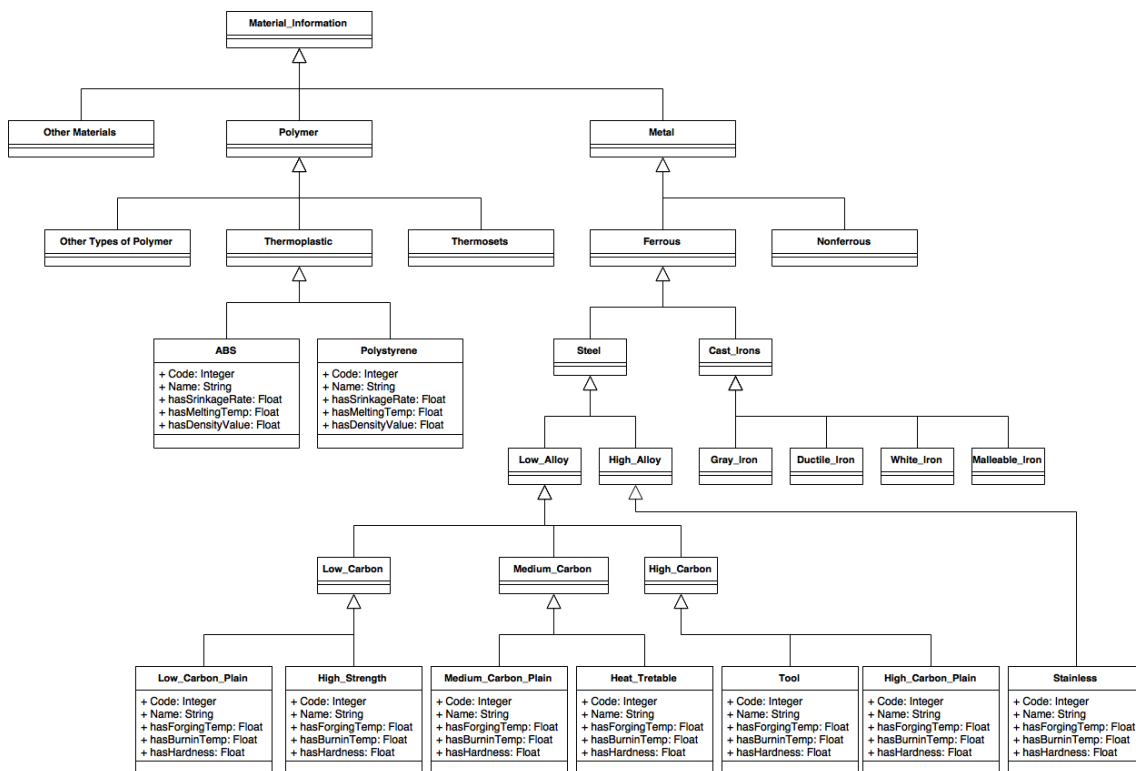 Material_Information
Other Materials
Polymer
Metal
Other Types of Polymer
Thermoplastic
Thermosets
Ferrous
Nonferrous
ABS
+ Code: Integer
+ Name: String
+ hasSrinkageRate: Float
+ hasMeltingTemp: Float
+ hasDensityValue: Float
Polystyrene
+ Code: Integer
+ Name: String
+ hasSrinkageRate: Float
+ hasMeltingTemp: Float
+ hasDensityValue: Float
Steel
Cast_Irons
Low_Alloy
High_Alloy
Gray_Iron
Ductile_Iron
White_Iron
Malleable_Iron
Low_Carbon
Medium_Carbon
High_Carbon
Low_Carbon_Plain
+ Code: Integer
+ Name: String
+ hasForgingTemp: Float
+ hasBurninTemp: Float
+ hasHardness: Float
High_Strength
+ Code: Integer
+ Name: String
+ hasForgingTemp: Float
+ hasBurninTemp: Float
+ hasHardness: Float
Medium_Carbon_Plain
+ Code: Integer
+ Name: String
+ hasForgingTemp: Float
+ hasBurninTemp: Float
+ hasHardness: Float
Heat_Tretable
+ Code: Integer
+ Name: String
+ hasForgingTemp: Float
+ hasBurninTemp: Float
+ hasHardness: Float
Tool
+ Code: Integer
+ Name: String
+ hasForgingTemp: Float
+ hasBurninTemp: Float
+ hasHardness: Float
High_Carbon_Plain
+ Code: Integer
+ Name: String
+ hasForgingTemp: Float
+ hasBurninTemp: Float
+ hasHardness: Float
Stainless
+ Code: Integer
+ Name: String
+ hasForgingTemp: Float
+ hasBurninTemp: Float
+ hasHardness: Float